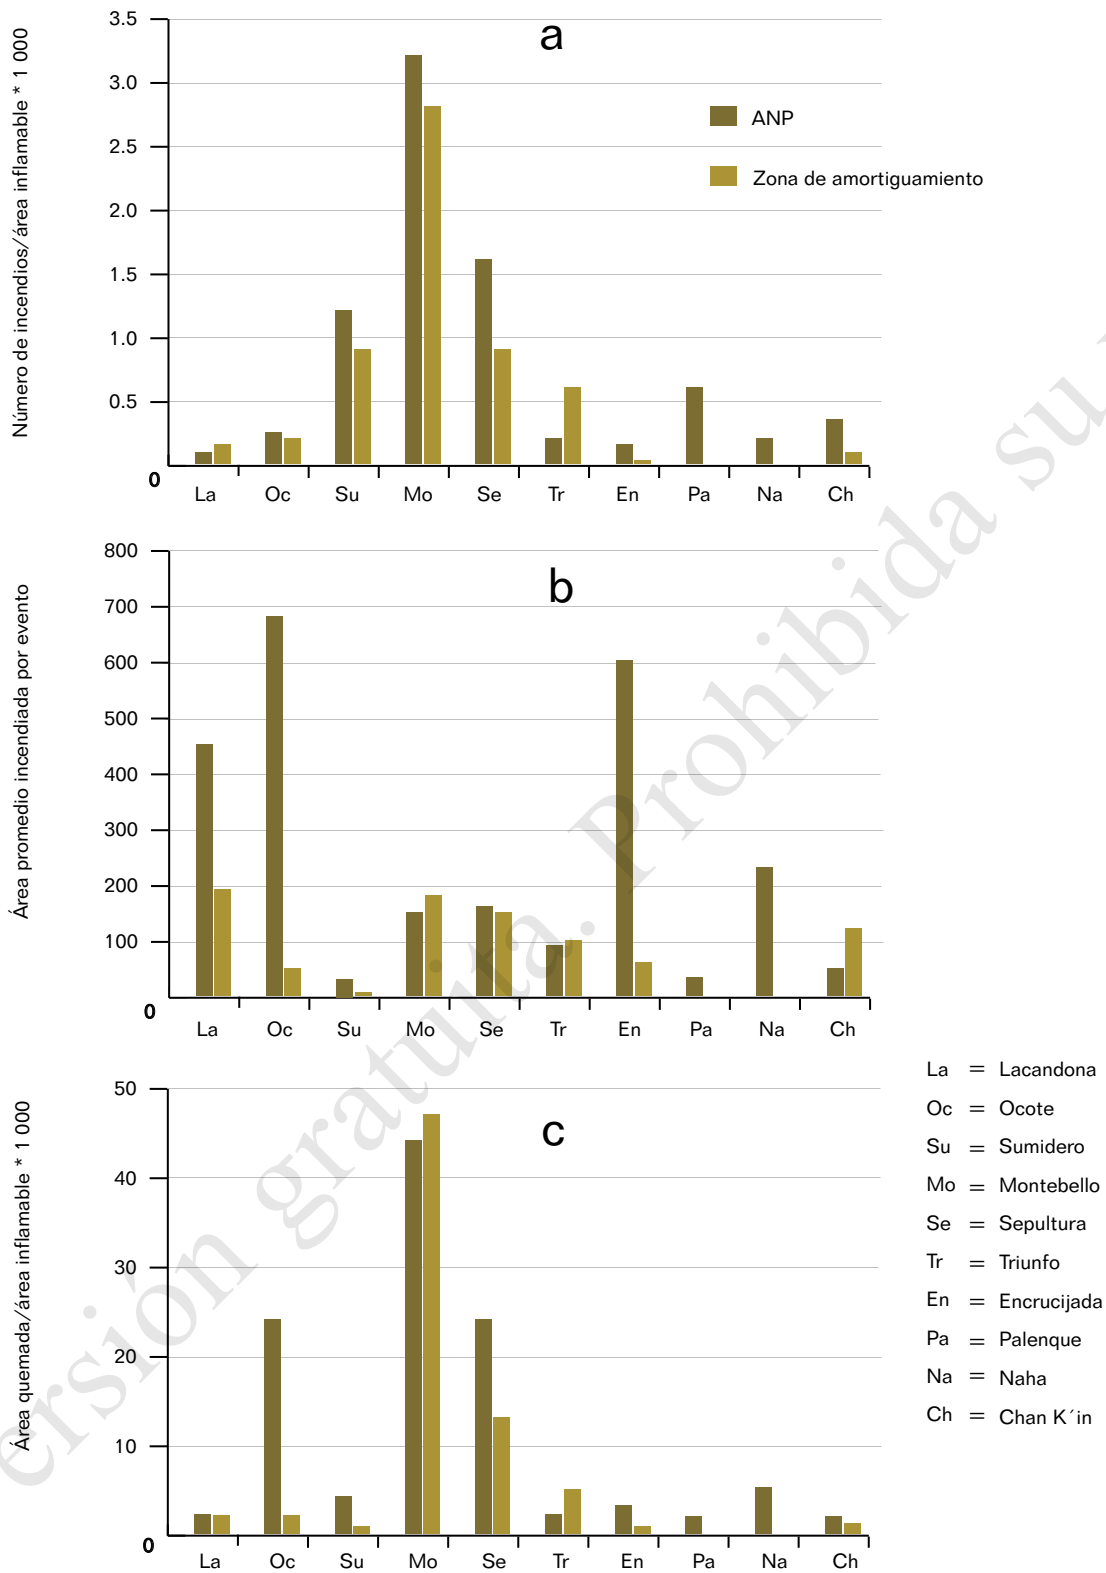 Número de incendios/área inflamable * 1 000
3.5
3.0
2.5
2.0
1.5
1.0
0.5
0
a
ANP
Zona de amortiguamiento
La Oc Su Mo Se Tr En Pa Na Ch
Área promedio incendiada por evento
800
700
600
500
400
300
200
100
0
b
La Oc Su Mo Se Tr En Pa Na Ch
Área quemada/área inflamable * 1 000
50
40
30
20
10
0
c
La Oc Su Mo Se Tr En Pa Na Ch
La = Lacandona
Oc = Ocote
Su = Sumidero
Mo = Montebello
Se = Sepultura
Tr = Triunfo
En = Encrucijada
Pa = Palenque
Na = Naha
Ch = Chan K´in
ersión gratuita. Prohibida su